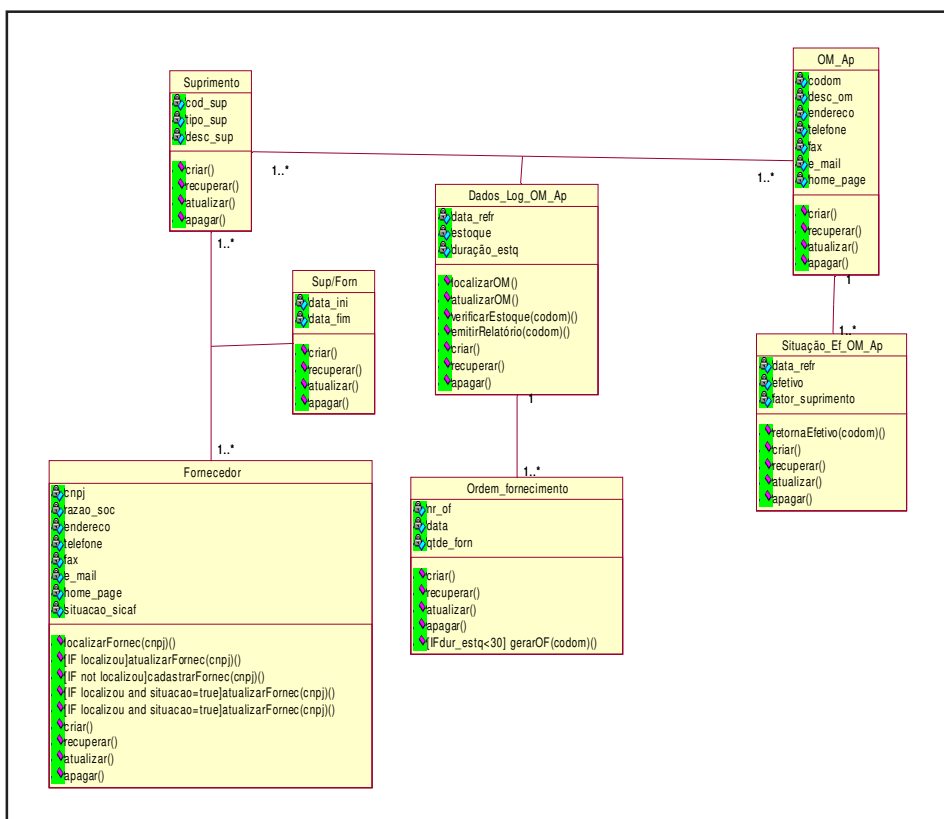 Suprimento
cod_sup
tipo_sup
desc_sup
criar()
recuperar()
atualizar()
apagar()
1..*
1..*
OM_Ap
codom
desc_om
endereco
telefone
fax
e_mail
home_page
criar()
recuperar()
atualizar()
apagar()
1..*
1
Dados_Log_OM_Ap
data_refr
estoque
duração_estq
localizarOM()
atualizarOM()
verificarEstoque(codom)()
emitirRelatório(codom)()
criar()
recuperar()
apagar()
1
Sup/Forn
data_ini
data_fim
criar()
recuperar()
atualizar()
apagar()
1..*
Situação_Ef_OM_Ap
data_refr
efetivo
fator_suprimento
retornaEfetivo(codom)()
criar()
recuperar()
atualizar()
apagar()
1..*
Fornecedor
cnpj
razao_soc
endereco
telefone
fax
e_mail
home_page
situacao_sicaf
localizarFornec(cnpj)()
[IF localizou]atualizarFornec(cnpj)()
[IF not localizou]cadastrarFornec(cnpj)()
[IF localizou and situacao=true]atualizarFornec(cnpj)()
[IF localizou and situacao=true]atualizarFornec(cnpj)()
criar()
recuperar()
atualizar()
apagar()
1..*
Ordem_fornecimento
nr_of
data
qtde_forn
criar()
recuperar()
atualizar()
apagar()
[IFdur_estq<30] gerarOF(codom)()